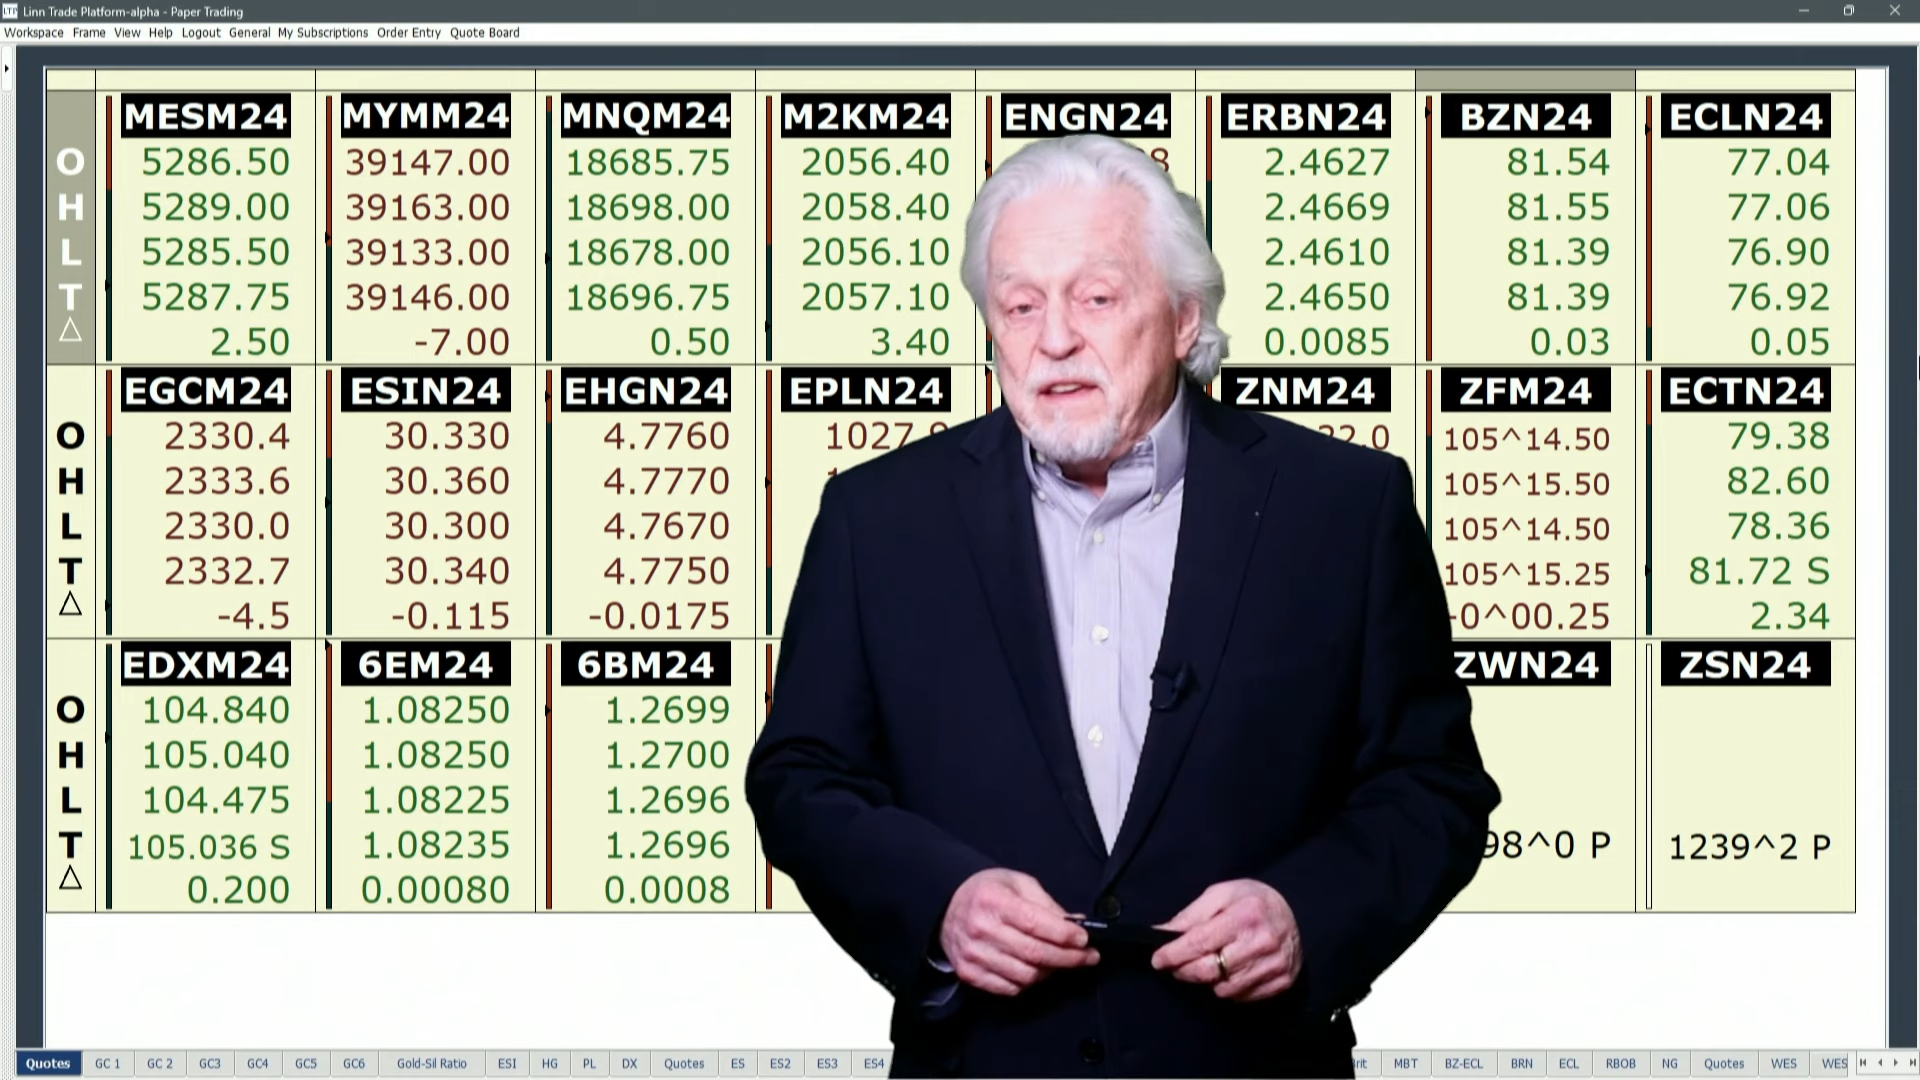 Linn Trade Platform-alpha - Paper Trading
Workspace Frame View Help Logout General My Subscriptions Order Entry Quote Board
MESM24 MYMM24 MNQM24 M2KM24 ENGN24 ERBN24 BZN24 ECLN24
O 5286.50 39147.00 18685.75 2056.40 2.4627 81.54 77.04
H 5289.00 39163.00 18698.00 2058.40 2.4669 81.55 77.06
L 5285.50 39133.00 18678.00 2056.10 2.4610 81.39 76.90
T 5287.75 39146.00 18696.75 2057.10 2.4650 81.39 76.92
△ 2.50 -7.00 0.50 3.40 0.0085 0.03 0.05
EGCM24 ESIN24 EHGN24 EPLN24 ZNM24 ZFM24 ECTN24
O 2330.4 30.330 4.7760 105^14.50 79.38
H 2333.6 30.360 4.7770 105^15.50 82.60
L 2330.0 30.300 4.7670 105^14.50 78.36
T 2332.7 30.340 4.7750 105^15.25 81.72 S
△ -4.5 -0.115 -0.0175 -0^00.25 2.34
EDXM24 6EM24 6BM24 ZWN24 ZSN24
O 104.840 1.08250 1.2699
H 105.040 1.08250 1.2700
L 104.475 1.08225 1.2696
T 105.036 S 1.08235 1.2696 98^0 P 1239^2 P
△ 0.200 0.00080 0.0008
Quotes GC 1 GC 2 GC3 GC4 GC5 GC6 Gold-Sil Ratio ESI HG PL DX Quotes ES ES2 ES3 ES4 MBT BZ-ECL BRN ECL RBOB NG Quotes WES WES